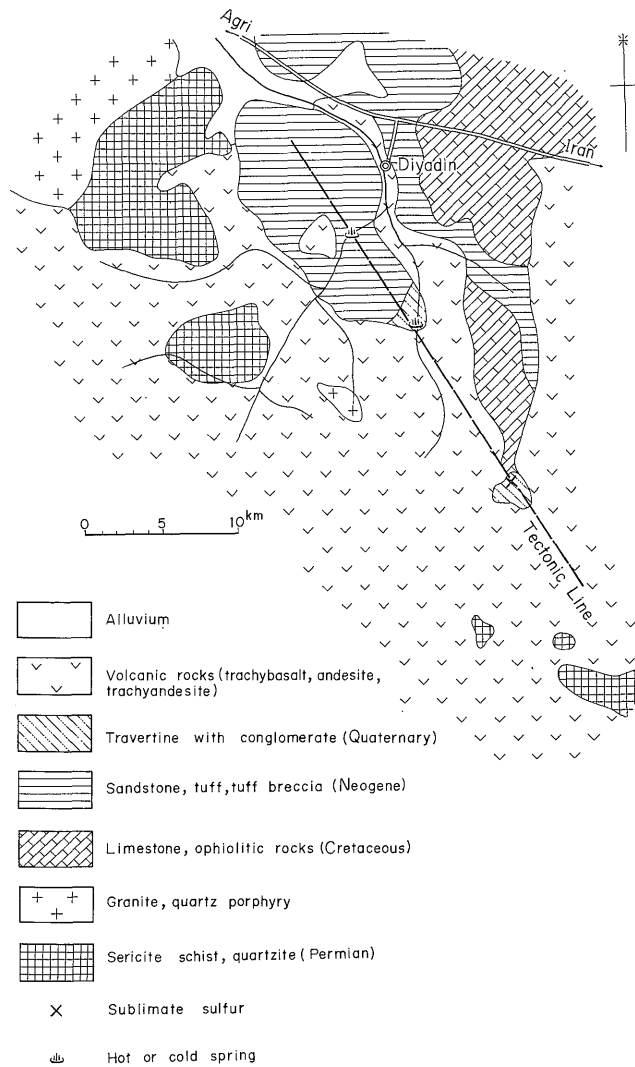 Agri
Iran
Diyadin
0 5 10 km
Tectonic Line
Alluvium
Volcanic rocks (trachybasalt, andesite,
trachyandesite)
Travertine with conglomerate (Quaternary)
Sandstone, tuff, tuff breccia (Neogene)
Limestone, ophiolitic rocks (Cretaceous)
Granite, quartz porphyry
Sericite schist, quartzite (Permian)
Sublimate sulfur
Hot or cold spring